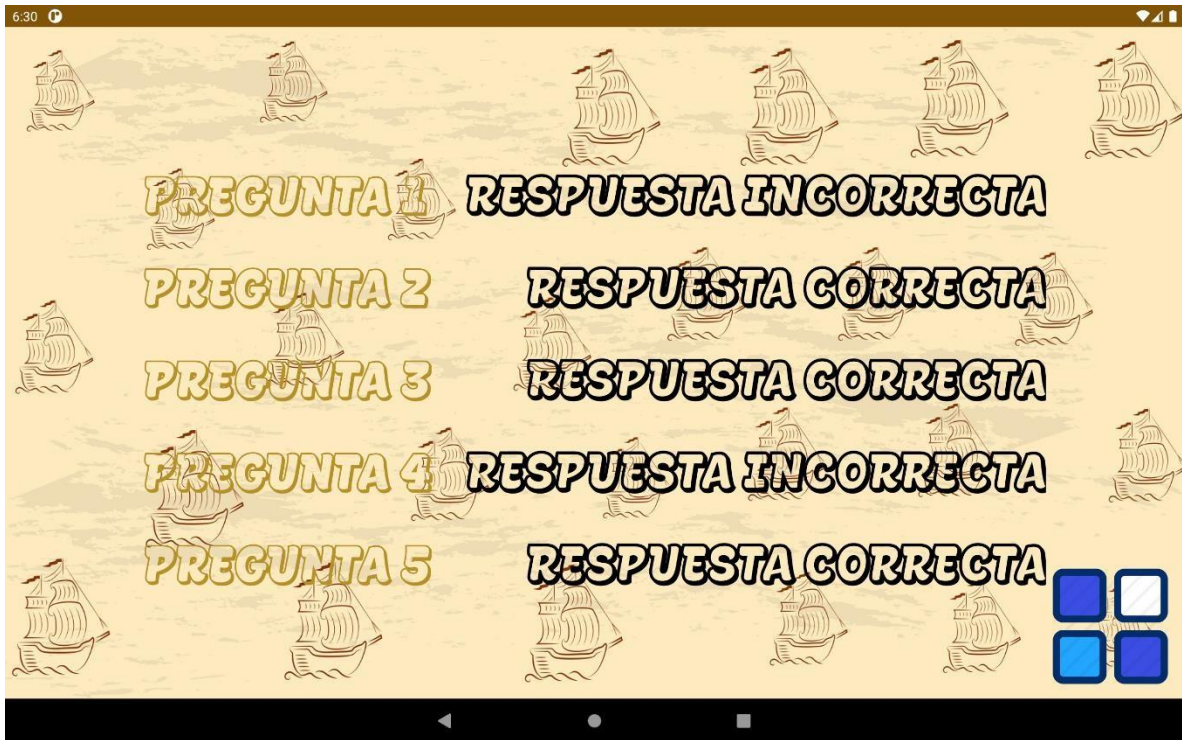 6:30
PREGUNTA 1 RESPUESTA INCORRECTA
PREGUNTA 2 RESPUESTA CORRECTA
PREGUNTA 3 RESPUESTA CORRECTA
PREGUNTA 4 RESPUESTA INCORRECTA
PREGUNTA 5 RESPUESTA CORRECTA